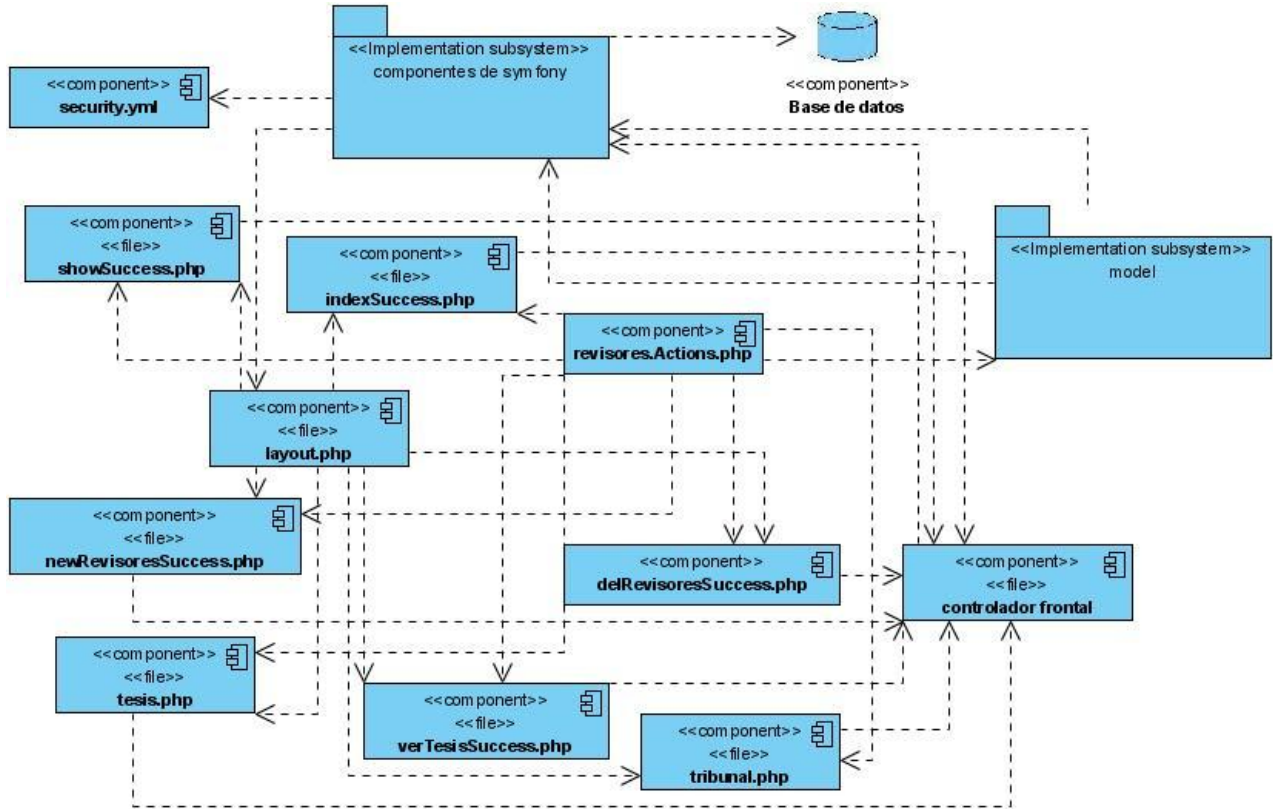 <<Implementation subsystem>>
componentes de symfony
<<component>>
security.yml
<<component>>
Base de datos
<<component>>
<<file>>
showSuccess.php
<<component>>
<<file>>
indexSuccess.php
<<Implementation subsystem>>
model
<<component>>
revisores.Actions.php
<<component>>
<<file>>
layout.php
<<component>>
<<file>>
newRevisoresSuccess.php
<<component>>
delRevisoresSuccess.php
<<component>>
<<file>>
controlador frontal
<<component>>
<<file>>
tesis.php
<<component>>
<<file>>
verTesisSuccess.php
<<component>>
<<file>>
tribunal.php